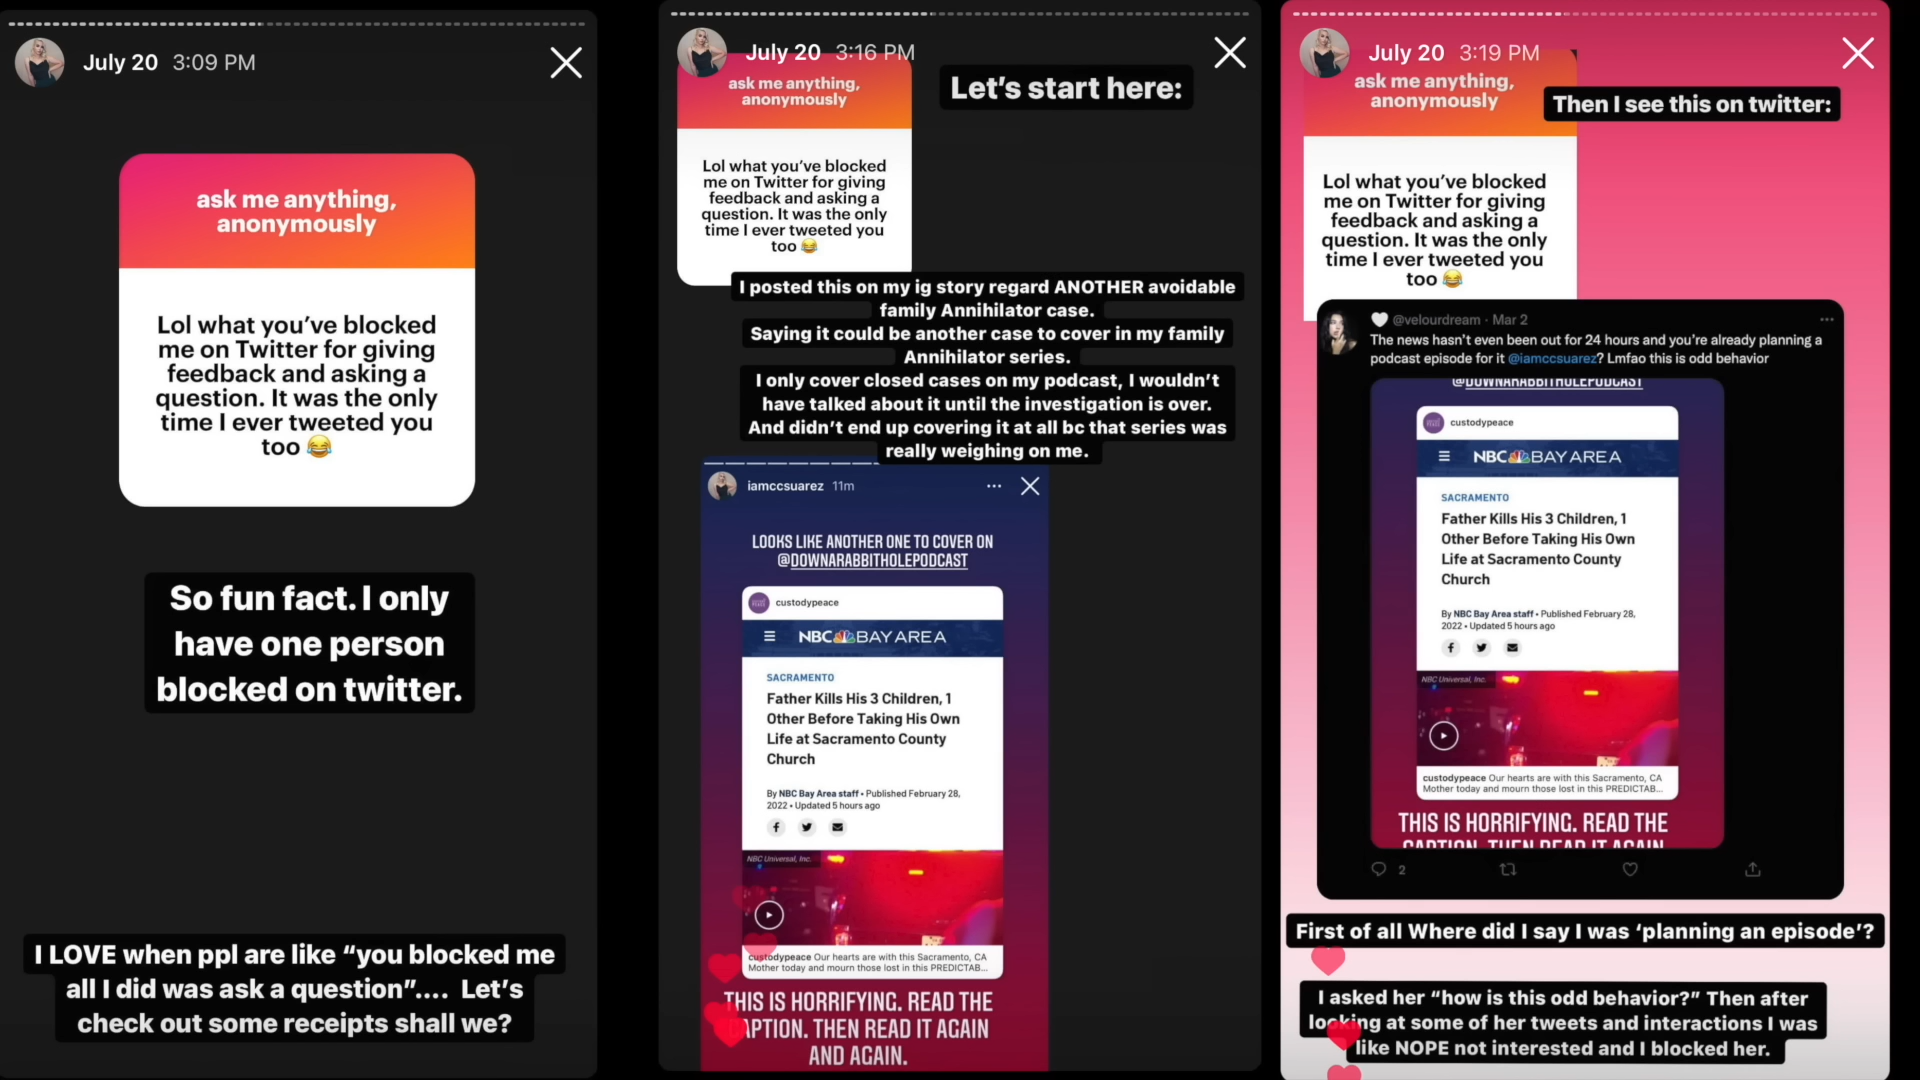 July 20 3:09 PM
ask me anything,
anonymously
Lol what you've blocked
me on Twitter for giving
feedback and asking a
question. It was the only
time I ever tweeted you
too 😂
So fun fact. I only
have one person
blocked on twitter.
I LOVE when ppl are like “you blocked me
all I did was ask a question”.... Let's
check out some receipts shall we?
July 20 3:16 PM
ask me anything,
anonymously
Let's start here:
Lol what you've blocked
me on Twitter for giving
feedback and asking a
question. It was the only
time I ever tweeted you
too 😂
I posted this on my ig story regard ANOTHER avoidable
family Annihilator case.
Saying it could be another case to cover in my family
Annihilator series.
I only cover closed cases on my podcast, I wouldn't
have talked about it until the investigation is over.
And didn't end up covering it at all bc that series was
really weighing on me.
iamccsuarez 11m
LOOKS LIKE ANOTHER ONE TO COVER ON
@DOWNARABBITHOLEPODCAST
custodypeace
NBC BAY AREA
SACRAMENTO
Father Kills His 3 Children, 1
Other Before Taking His Own
Life at Sacramento County
Church
By NBC Bay Area staff • Published February 28,
2022 • Updated 5 hours ago
NBC Universal, Inc.
custodypeace Our hearts are with this Sacramento, CA
Mother today and mourn those lost in this PREDICTAB...
THIS IS HORRIFYING. READ THE
CAPTION. THEN READ IT AGAIN
AND AGAIN.
July 20 3:19 PM
ask me anything,
anonymously
Then I see this on twitter:
Lol what you've blocked
me on Twitter for giving
feedback and asking a
question. It was the only
time I ever tweeted you
too 😂
🤍 @velourdream · Mar 2
The news hasn't even been out for 24 hours and you're already planning a
podcast episode for it @iamccsuarez? Lmfao this is odd behavior
@DOWNARABBITHOLEPODCAST
custodypeace
NBC BAY AREA
SACRAMENTO
Father Kills His 3 Children, 1
Other Before Taking His Own
Life at Sacramento County
Church
By NBC Bay Area staff • Published February 28,
2022 • Updated 5 hours ago
NBC Universal, Inc.
custodypeace Our hearts are with this Sacramento, CA
Mother today and mourn those lost in this PREDICTAB...
THIS IS HORRIFYING. READ THE
CAPTION. THEN READ IT AGAIN
2
First of all Where did I say I was ‘planning an episode’?
I asked her “how is this odd behavior?” Then after
looking at some of her tweets and interactions I was
like NOPE not interested and I blocked her.